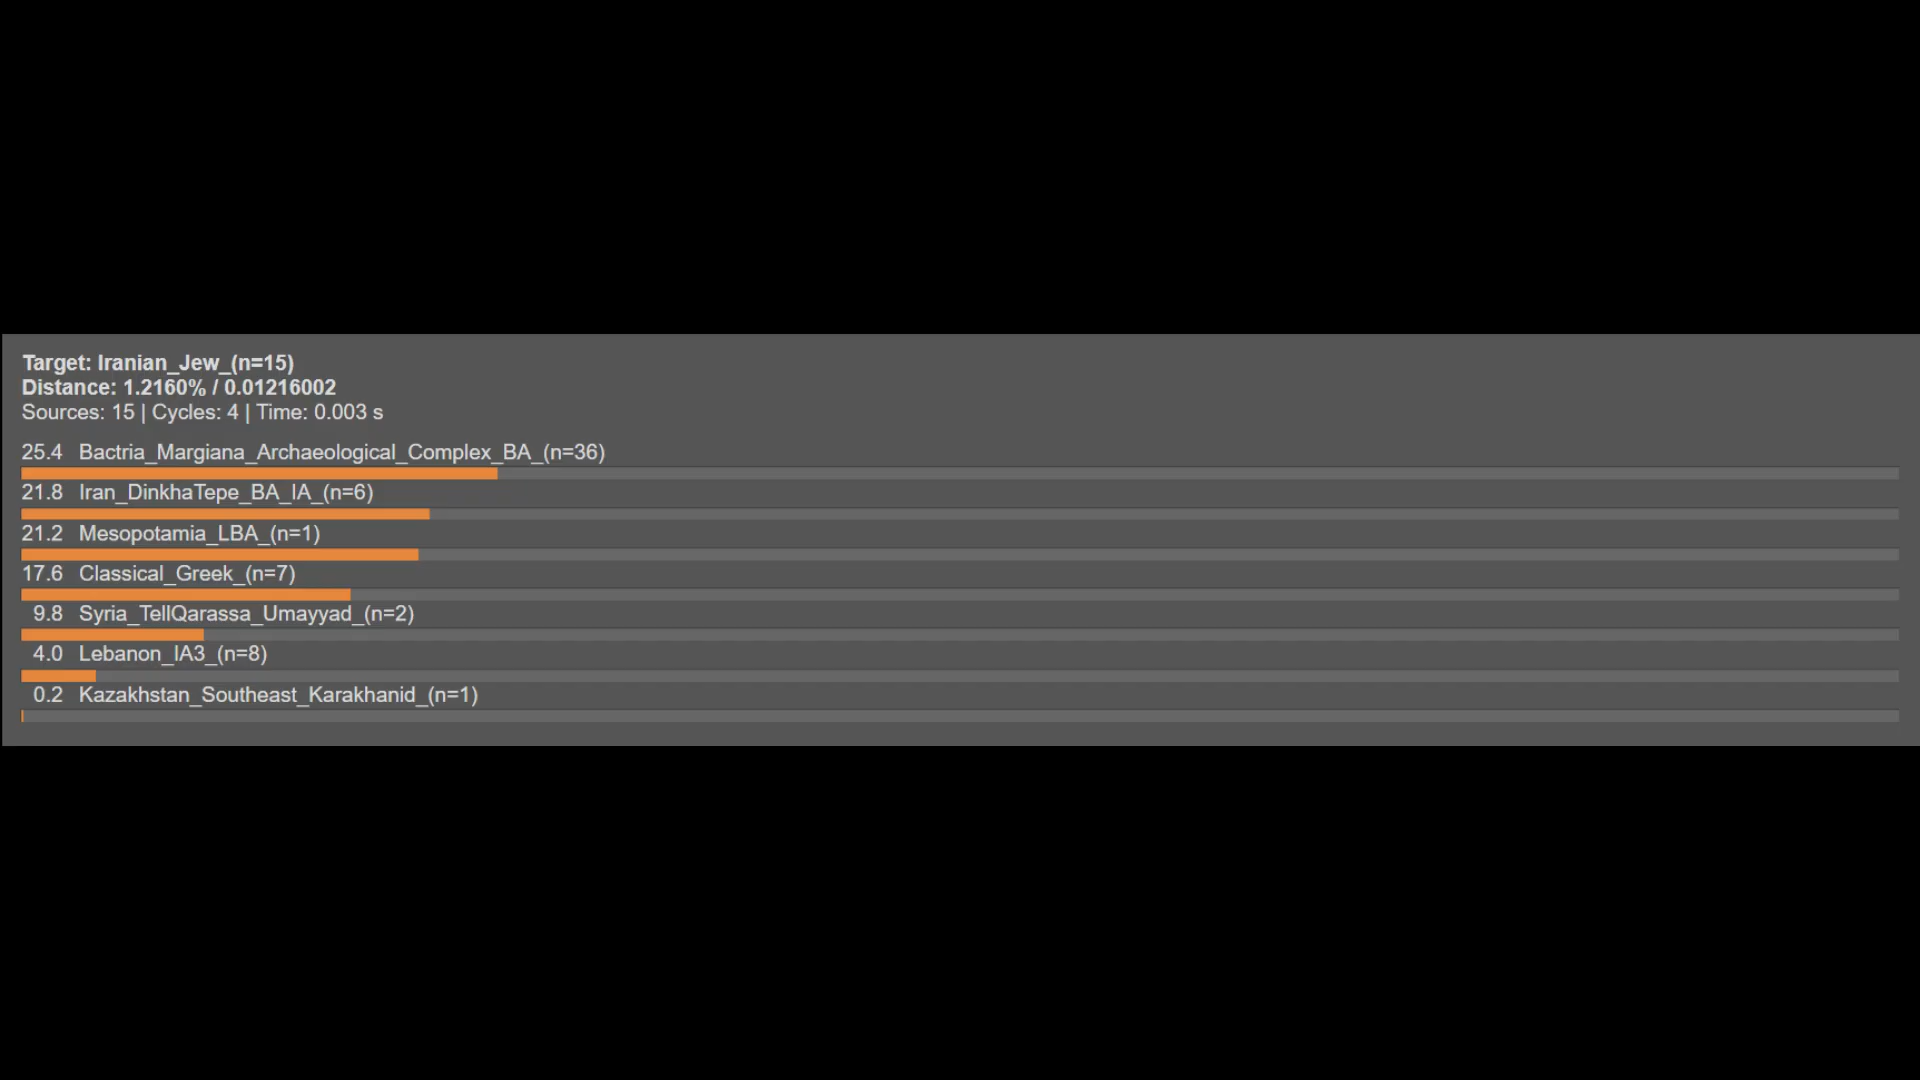 Target: Iranian_Jew_(n=15)
Distance: 1.2160% / 0.01216002
Sources: 15 | Cycles: 4 | Time: 0.003 s
25.4 Bactria_Margiana_Archaeological_Complex_BA_(n=36)
21.8 Iran_DinkhaTepe_BA_IA_(n=6)
21.2 Mesopotamia_LBA_(n=1)
17.6 Classical_Greek_(n=7)
9.8 Syria_TellQarassa_Umayyad_(n=2)
4.0 Lebanon_IA3_(n=8)
0.2 Kazakhstan_Southeast_Karakhanid_(n=1)